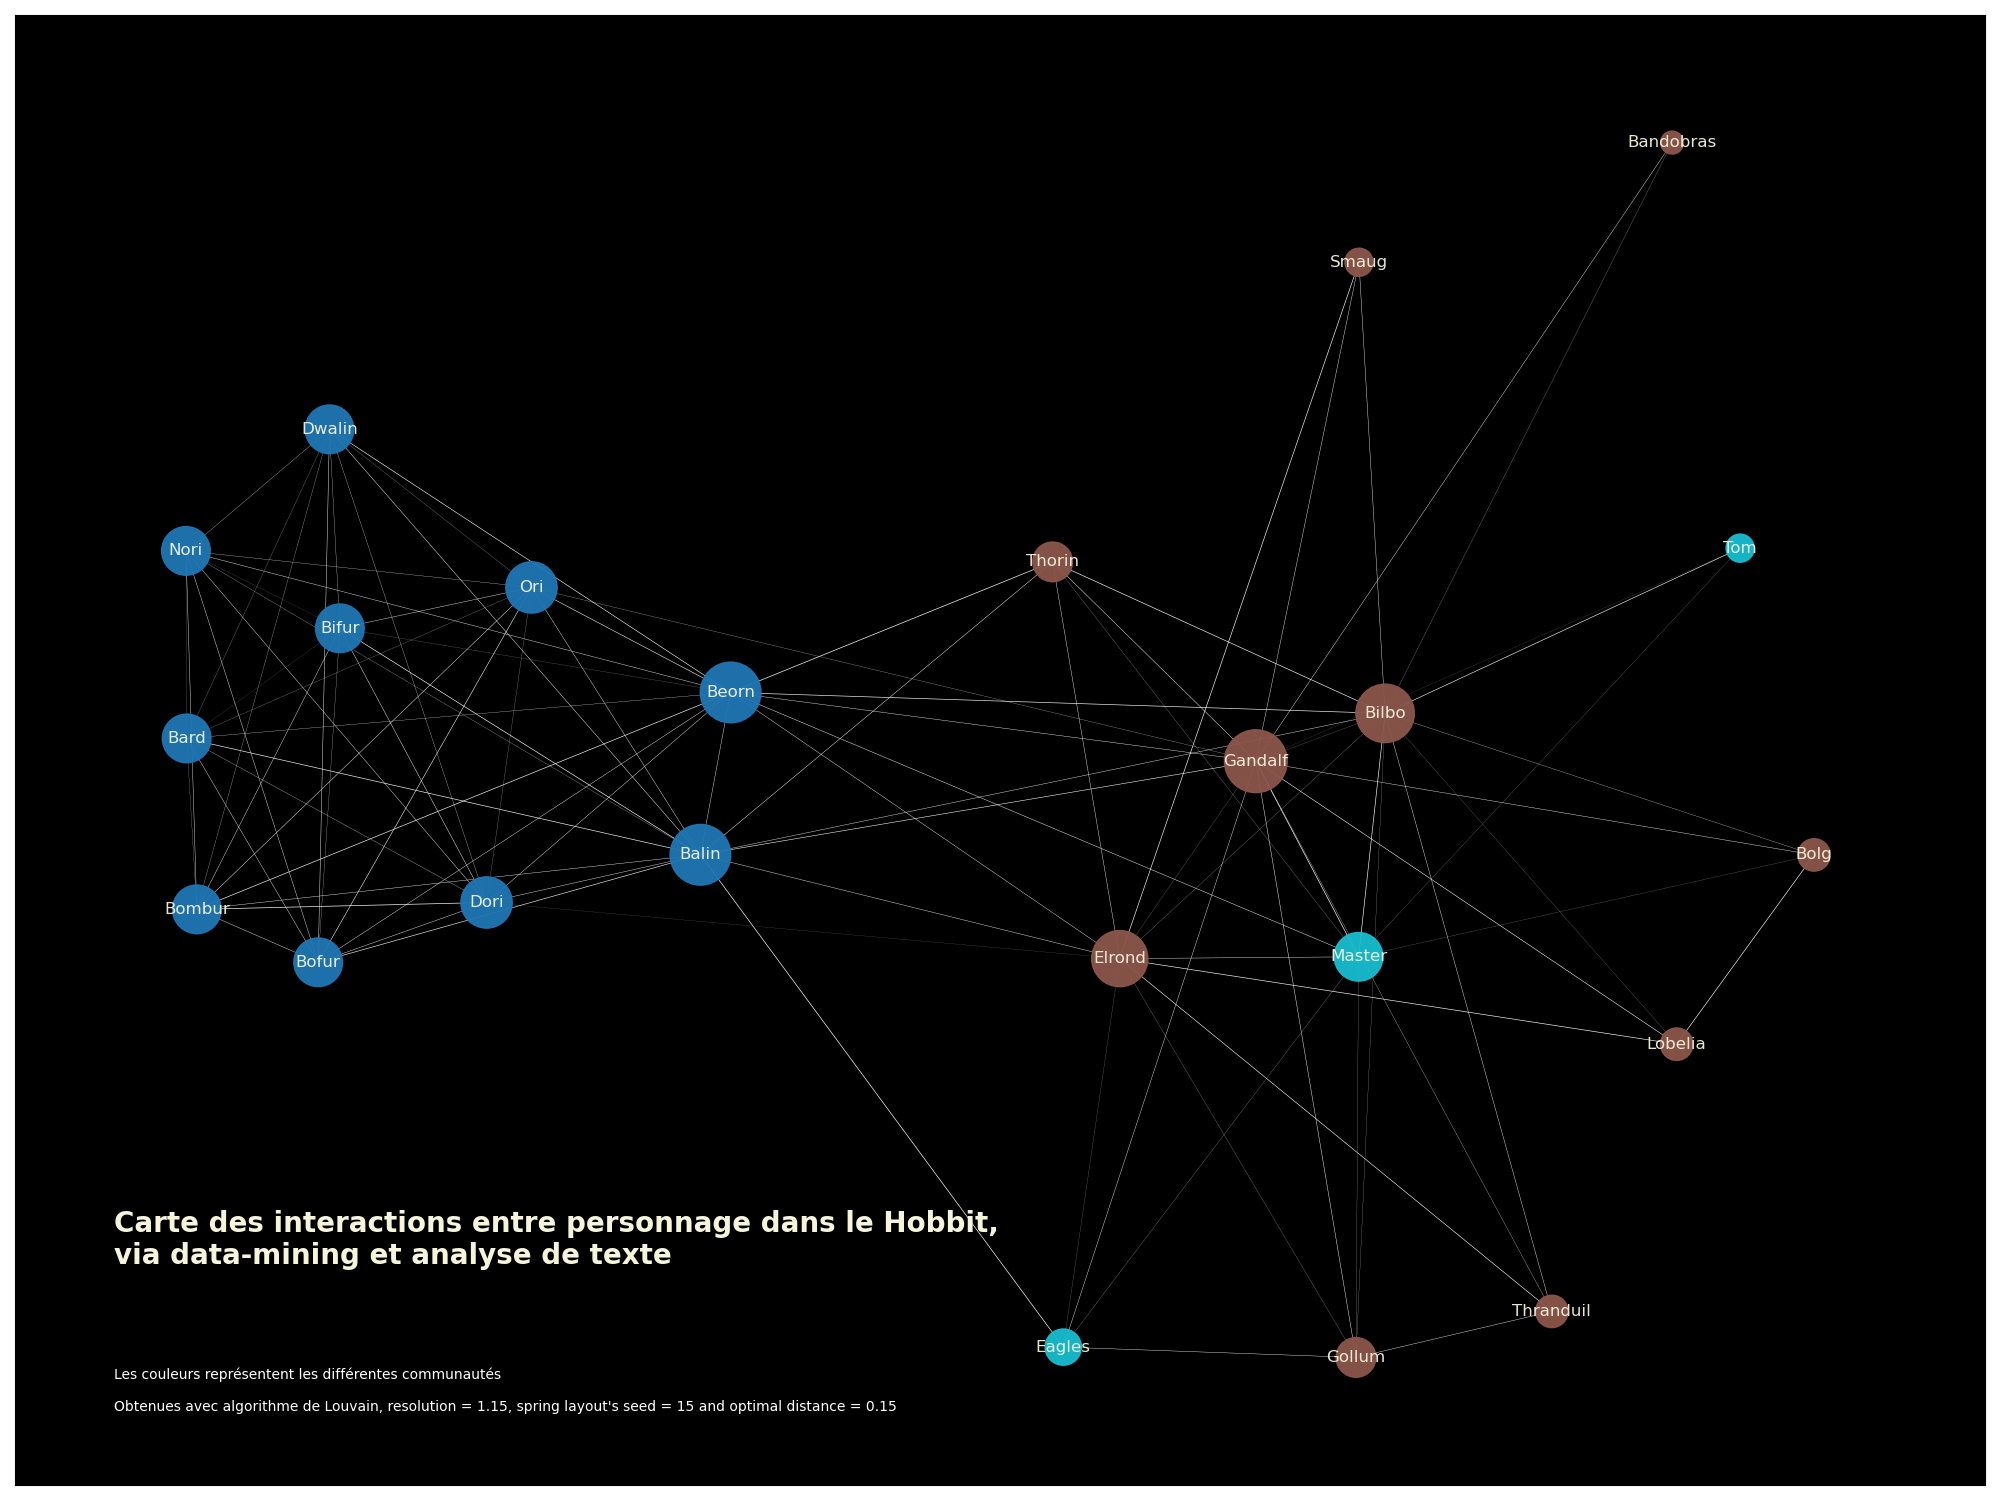 Bandobras
Smaug
Dwalin
Nori
Tom
Thorin
Ori
Bifur
Beorn
Bilbo
Bard
Gandalf
Balin
Bolg
Dori
Bombur
Bofur
Elrond
Master
Lobelia
Carte des interactions entre personnage dans le Hobbit,
via data-mining et analyse de texte
Thranduil
Eagles
Gollum
Les couleurs représentent les différentes communautés
Obtenues avec algorithme de Louvain, resolution = 1.15, spring layout's seed = 15 and optimal distance = 0.15